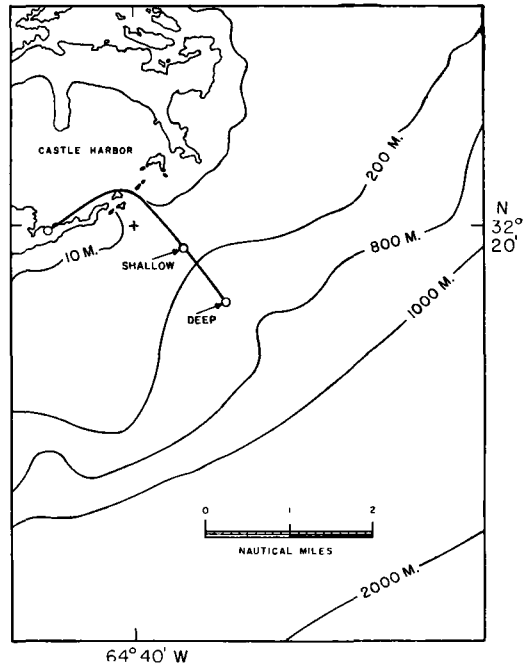 CASTLE HARBOR
200 M.
N
32°
20'
10 M.
SHALLOW
800 M.
1000 M.
DEEP
0 1 2
NAUTICAL MILES
2000 M.
64° 40' W